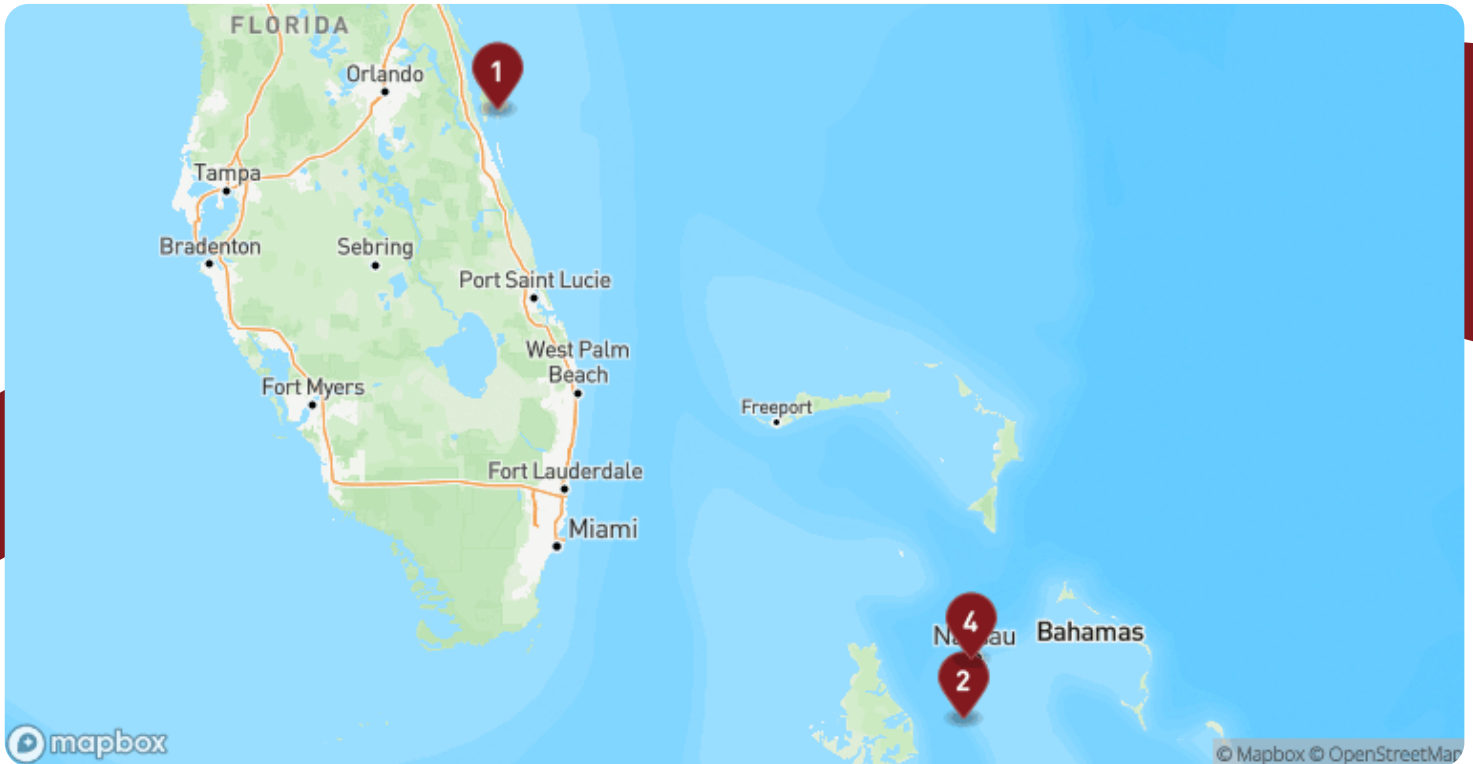 FLORIDA
1
Orlando
Tampa
Bradenton
Sebring
Port Saint Lucie
West Palm
Beach
Fort Myers
Freeport
Fort Lauderdale
Miami
4
Bahamas
2
mapbox
© Mapbox © OpenStreetMap